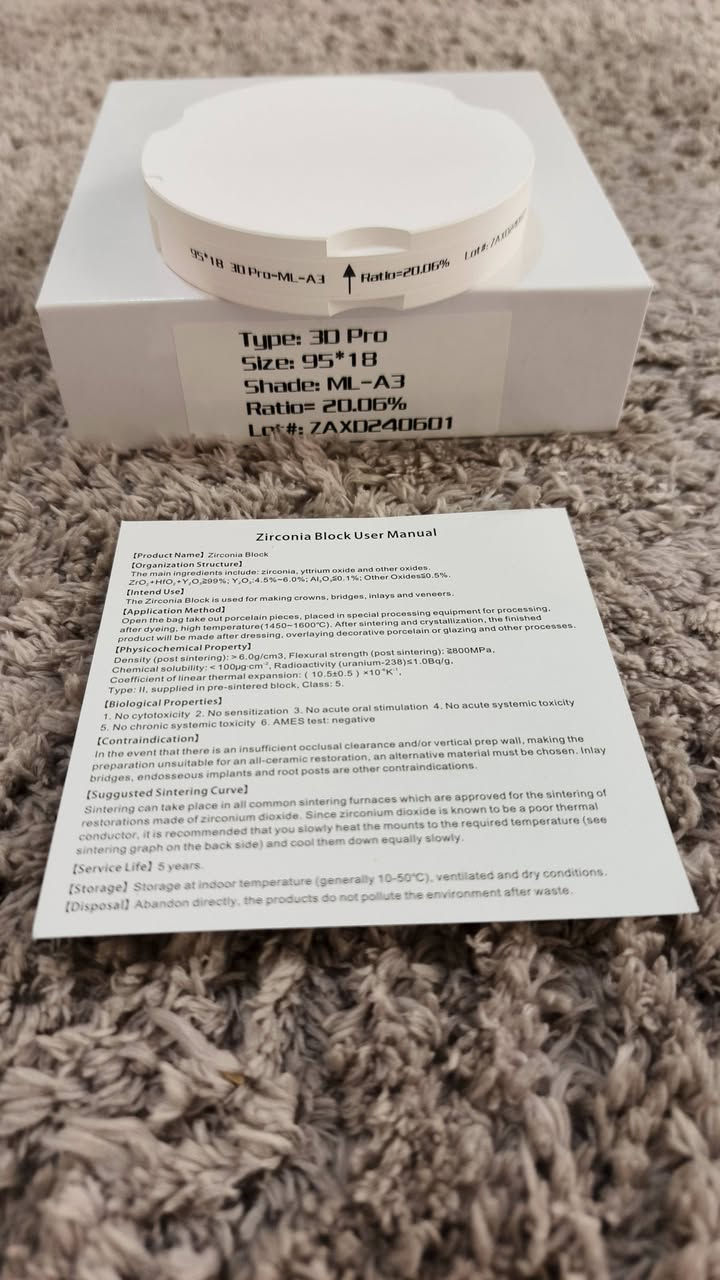 95*18 3D Pro-ML-A3 Ratio=20.06% Lot#:
Type: 3D Pro
Size: 95*18
Shade: ML-A3
Ratio= 20.06%
Lot#: ZAXD240601
Zirconia Block User Manual
【Product Name】 Zirconia Block
【Organization Structure】
The main ingredients include: zirconia, yttrium oxide and other oxides.
ZrO₂+HfO₂+Y₂O₃≥99%; Y₂O₃:4.5%~6.0%; Al₂O₃≤0.1%; Other Oxides≤0.5%.
【Intend Use】
The Zirconia Block is used for making crowns, bridges, inlays and veneers.
【Application Method】
Open the bag take out porcelain pieces, placed in special processing equipment for processing,
after dyeing, high temperature(1450~1600℃). After sintering and crystallization, the finished
product will be made after dressing, overlaying decorative porcelain or glazing and other processes.
【Physicochemical Property】
Density (post sintering): > 6.0g/cm3, Flexural strength (post sintering): ≥800MPa,
Chemical solubility: < 100μg·cm⁻², Radioactivity (uranium-238)≤1.0Bq/g,
Coefficient of linear thermal expansion: ( 10.5±0.5 ) ×10⁻⁶K⁻¹,
Type: II, supplied in pre-sintered block, Class: 5.
【Biological Properties】
1. No cytotoxicity 2. No sensitization 3. No acute oral stimulation 4. No acute systemic toxicity
5. No chronic systemic toxicity 6. AMES test: negative
【Contraindication】
In the event that there is an insufficient occlusal clearance and/or vertical prep wall, making the
preparation unsuitable for an all-ceramic restoration, an alternative material must be chosen. Inlay
bridges, endosseous implants and root posts are other contraindications.
【Suggusted Sintering Curve】
Sintering can take place in all common sintering furnaces which are approved for the sintering of
restorations made of zirconium dioxide. Since zirconium dioxide is known to be a poor thermal
conductor, it is recommended that you slowly heat the mounts to the required temperature (see
sintering graph on the back side) and cool them down equally slowly.
【Service Life】 5 years.
【Storage】 Storage at indoor temperature (generally 10-50℃), ventilated and dry conditions.
【Disposal】 Abandon directly, the products do not pollute the environment after waste.